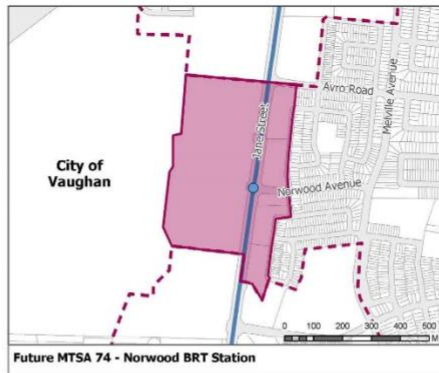 Avro Road
Melville Avenue
Jane Street
City of
Vaughan
Norwood Avenue
0 100 200 300 400 500
M
Future MTSA 74 - Norwood BRT Station